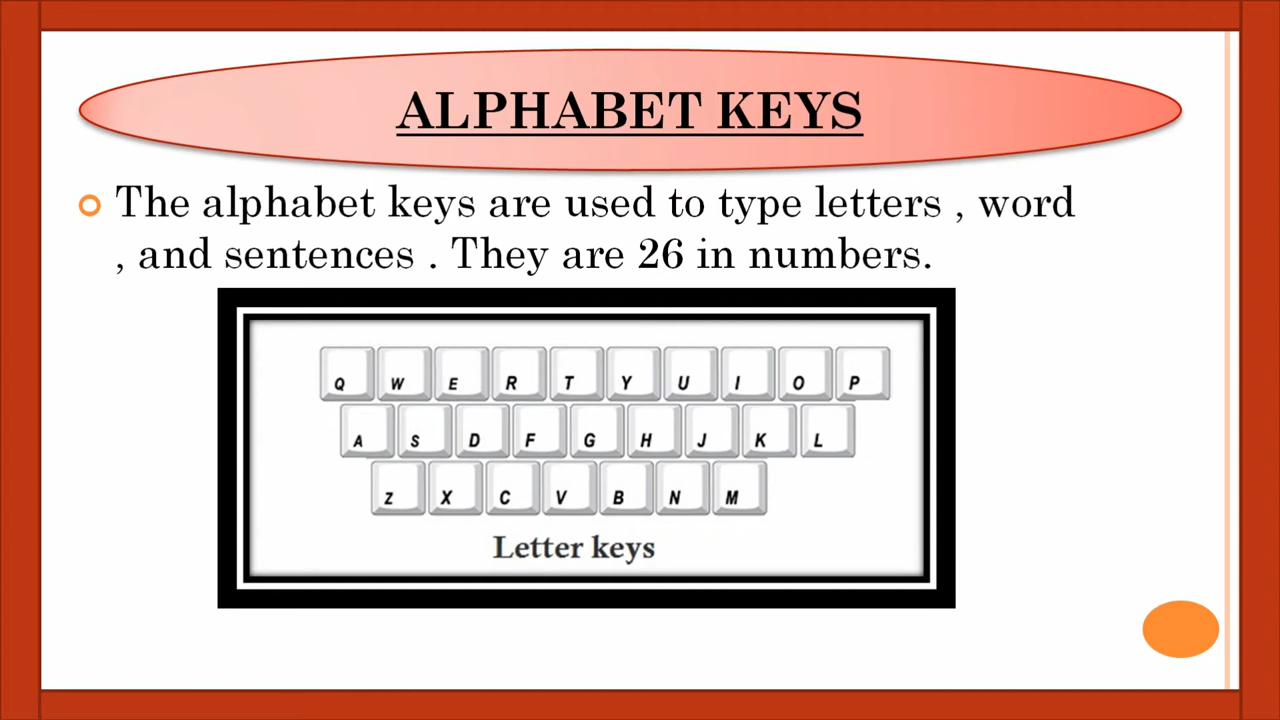 ALPHABET KEYS
The alphabet keys are used to type letters , word
, and sentences . They are 26 in numbers.
Q W E R T Y U I O P
A S D F G H J K L
Z X C V B N M
Letter keys